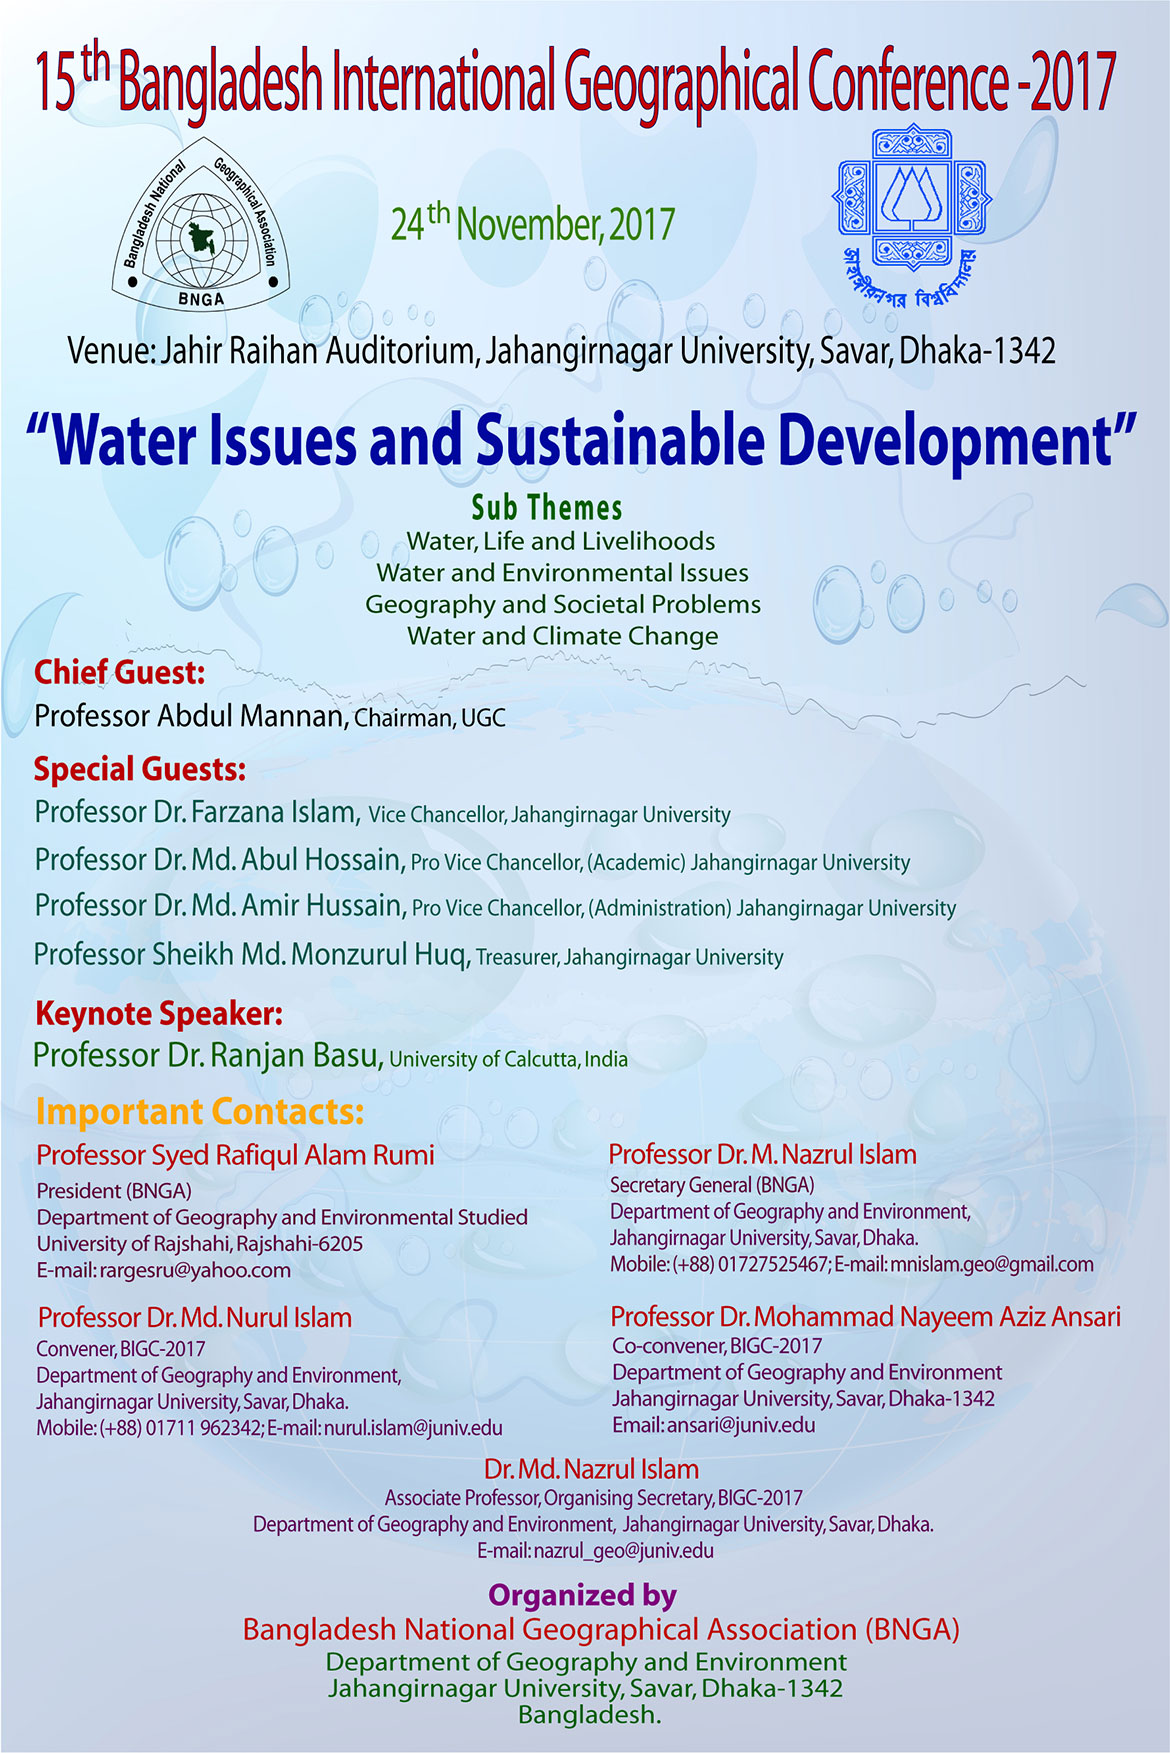 15th Bangladesh International Geographical Conference -2017
Bangladesh National Geographical Association
BNGA
24th November, 2017
জাহাঙ্গীরনগর বিশ্ববিদ্যালয়
Venue: Jahir Raihan Auditorium, Jahangirnagar University, Savar, Dhaka-1342
“Water Issues and Sustainable Development”
Sub Themes
Water, Life and Livelihoods
Water and Environmental Issues
Geography and Societal Problems
Water and Climate Change
Chief Guest:
Professor Abdul Mannan, Chairman, UGC
Special Guests:
Professor Dr. Farzana Islam, Vice Chancellor, Jahangirnagar University
Professor Dr. Md. Abul Hossain, Pro Vice Chancellor, (Academic) Jahangirnagar University
Professor Dr. Md. Amir Hussain, Pro Vice Chancellor, (Administration) Jahangirnagar University
Professor Sheikh Md. Monzurul Huq, Treasurer, Jahangirnagar University
Keynote Speaker:
Professor Dr. Ranjan Basu, University of Calcutta, India
Important Contacts:
Professor Syed Rafiqul Alam Rumi
President (BNGA)
Department of Geography and Environmental Studied
University of Rajshahi, Rajshahi-6205
E-mail: rargesru@yahoo.com
Professor Dr. M. Nazrul Islam
Secretary General (BNGA)
Department of Geography and Environment,
Jahangirnagar University, Savar, Dhaka.
Mobile: (+88) 01727525467; E-mail: mnislam.geo@gmail.com
Professor Dr. Md. Nurul Islam
Convener, BIGC-2017
Department of Geography and Environment,
Jahangirnagar University, Savar, Dhaka.
Mobile: (+88) 01711 962342; E-mail: nurul.islam@juniv.edu
Professor Dr. Mohammad Nayeem Aziz Ansari
Co-convener, BIGC-2017
Department of Geography and Environment
Jahangirnagar University, Savar, Dhaka-1342
Email: ansari@juniv.edu
Dr. Md. Nazrul Islam
Associate Professor, Organising Secretary, BIGC-2017
Department of Geography and Environment, Jahangirnagar University, Savar, Dhaka.
E-mail: nazrul_geo@juniv.edu
Organized by
Bangladesh National Geographical Association (BNGA)
Department of Geography and Environment
Jahangirnagar University, Savar, Dhaka-1342
Bangladesh.